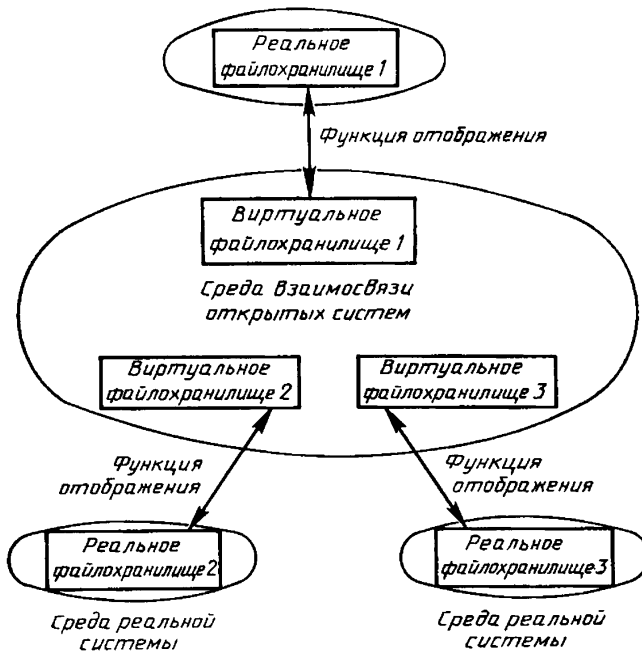 Реальное
файлохранилище 1
Функция отображения
Виртуальное
файлохранилище 1
Среда взаимосвязи
открытых систем
Виртуальное
файлохранилище 2
Виртуальное
файлохранилище 3
Функция
отображения
Функция
отображения
Реальное
файлохранилище 2
Реальное
файлохранилище 3
Среда реальной
системы
Среда реальной
системы